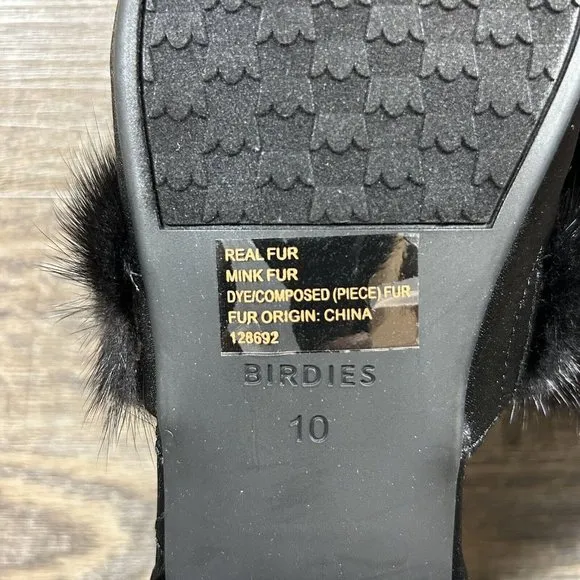 REAL FUR
MINK FUR
DYE/COMPOSED (PIECE) FUR
FUR ORIGIN: CHINA
128692
BIRDIES
10